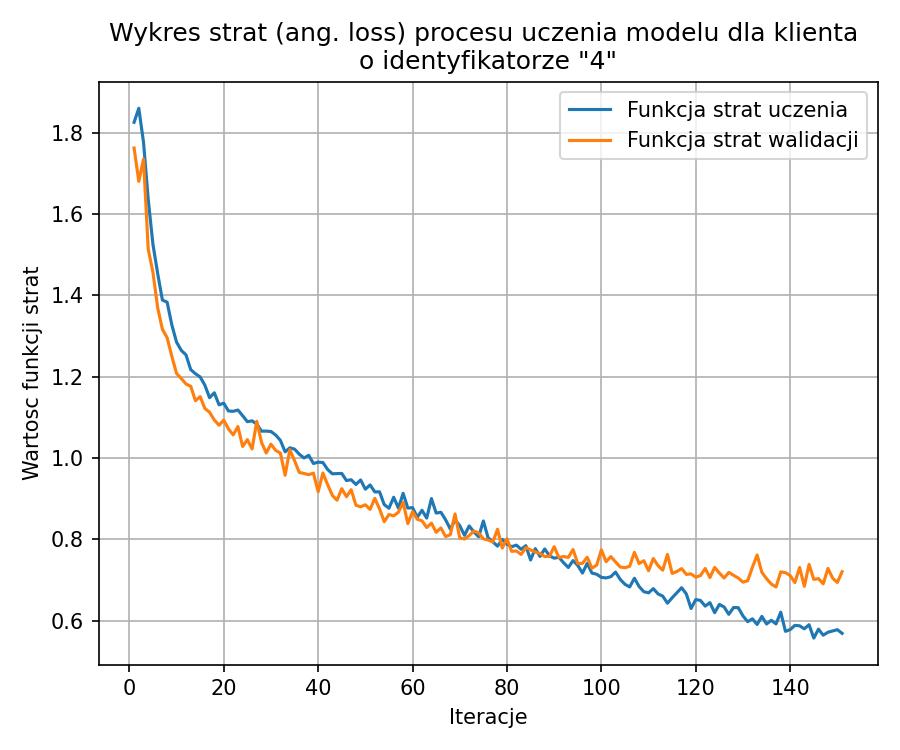 Wykres strat (ang. loss) procesu uczenia modelu dla klienta
o identyfikatorze "4"
Funkcja strat uczenia
Funkcja strat walidacji
Wartosc funkcji strat
1.8
1.6
1.4
1.2
1.0
0.8
0.6
0 20 40 60 80 100 120 140
Iteracje